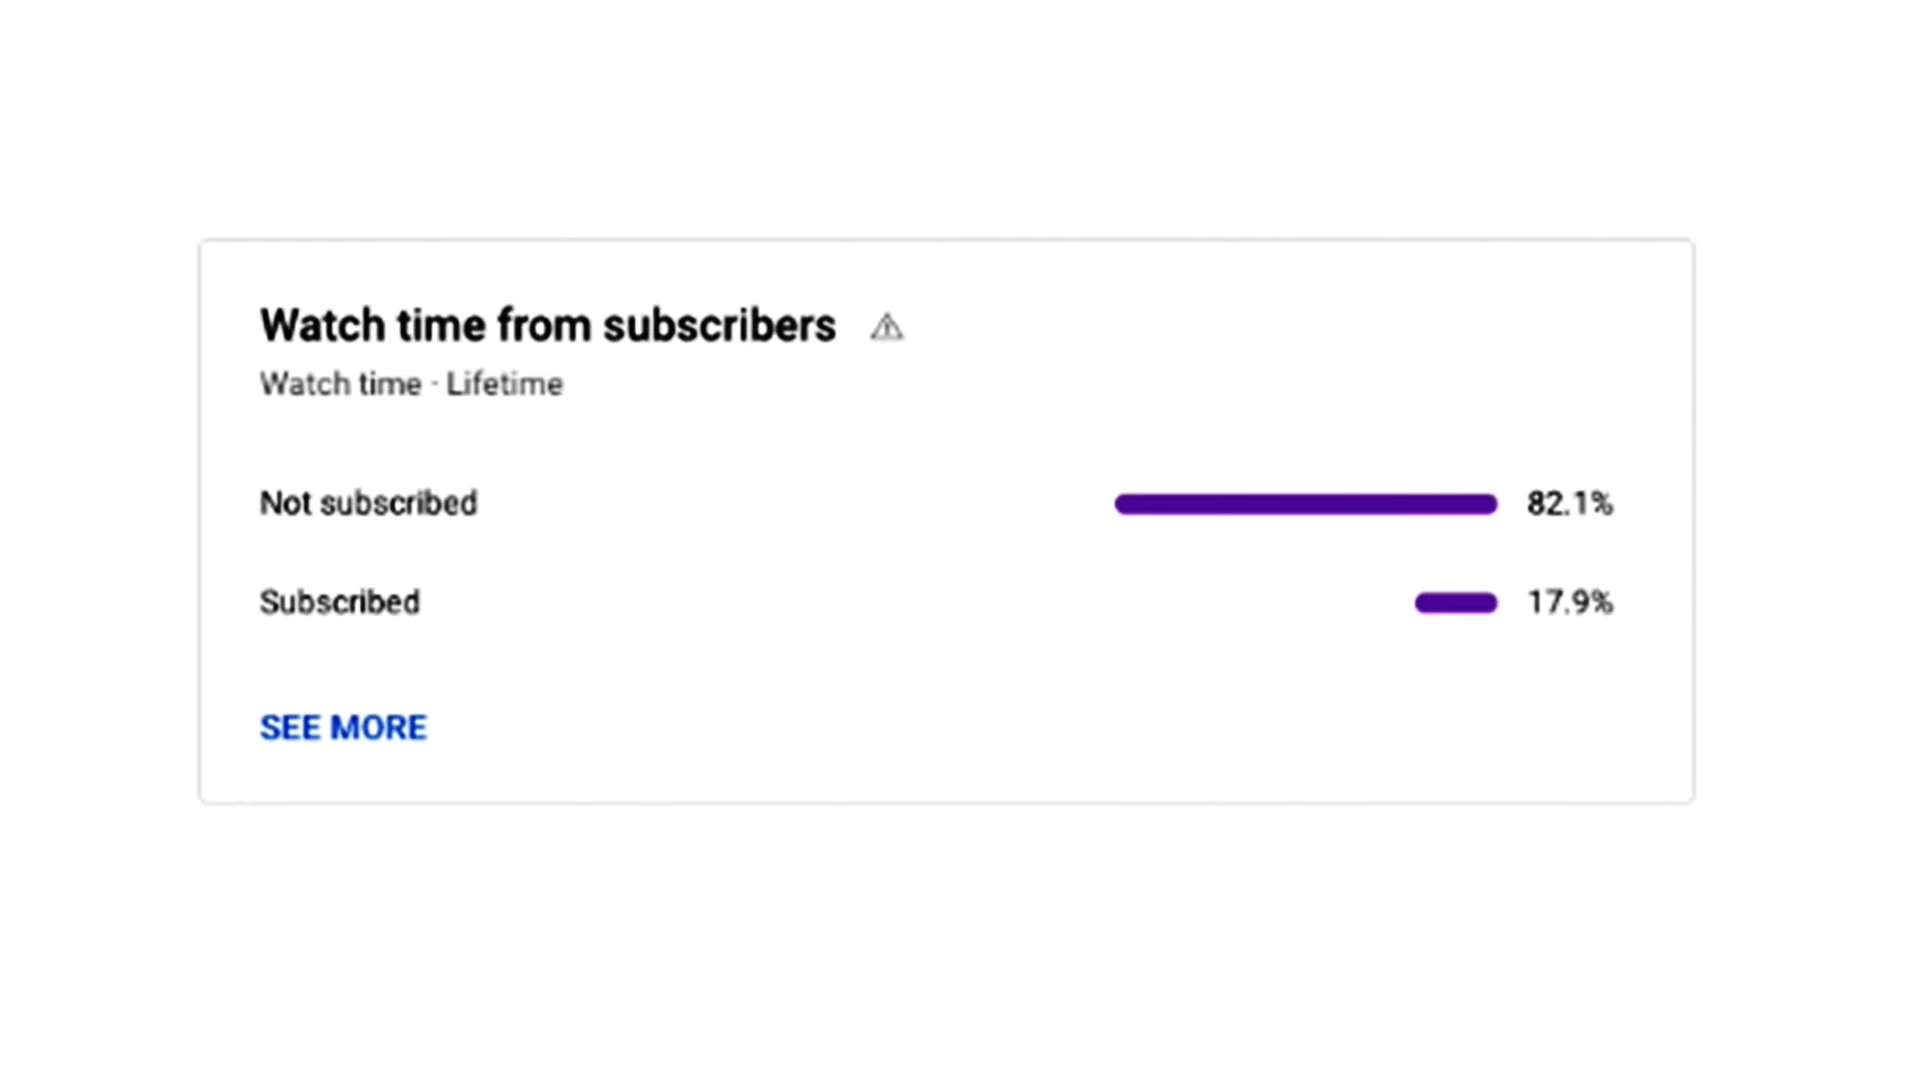 Watch time from subscribers
Watch time · Lifetime
Not subscribed 82.1%
Subscribed 17.9%
SEE MORE